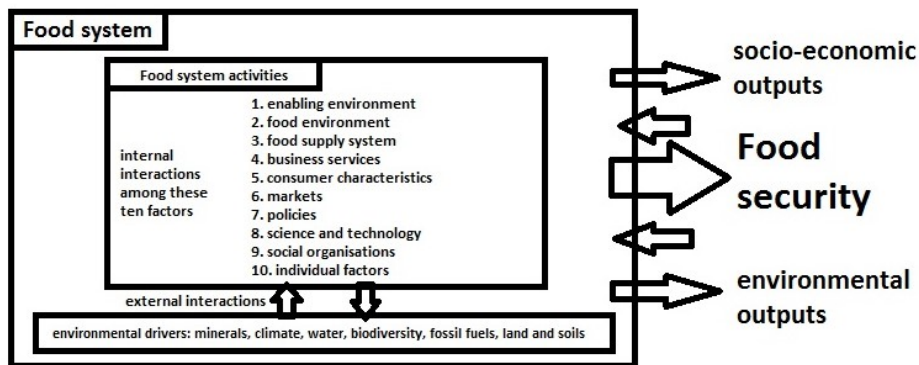 Food system
Food system activities
internal
interactions
among these
ten factors
1. enabling environment
2. food environment
3. food supply system
4. business services
5. consumer characteristics
6. markets
7. policies
8. science and technology
9. social organisations
10. individual factors
external interactions
environmental drivers: minerals, climate, water, biodiversity, fossil fuels, land and soils
socio-economic
outputs
Food
security
environmental
outputs